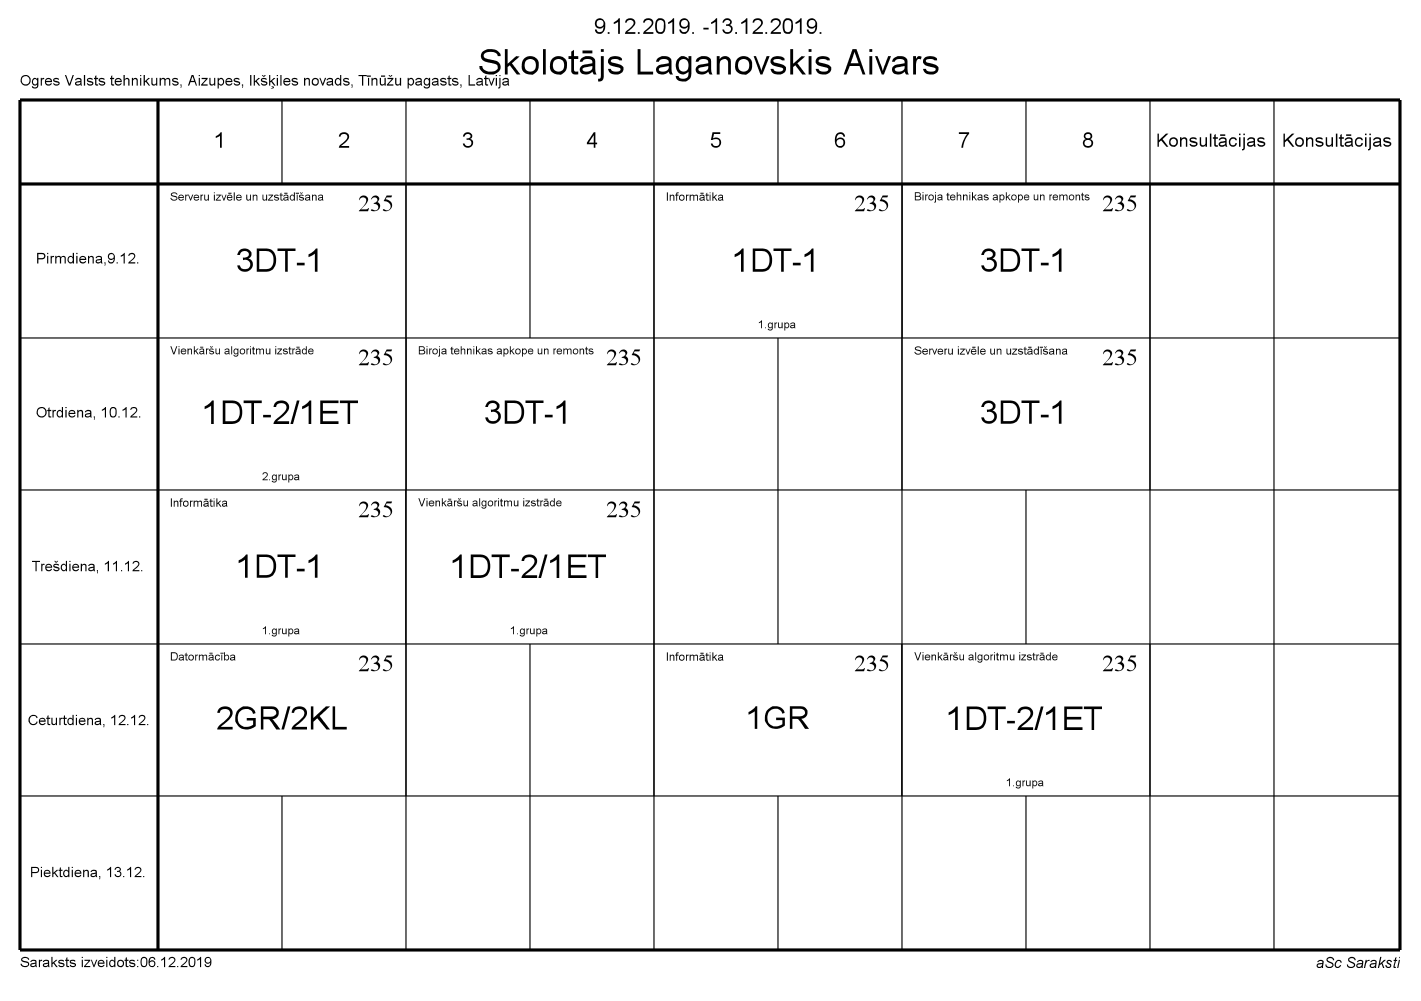 9.12.2019. -13.12.2019.
Skolotājs Laganovskis Aivars
Ogres Valsts tehnikums, Aizupes, Ikšķiles novads, Tīnūžu pagasts, Latvija
1 2 3 4 5 6 7 8 Konsultācijas Konsultācijas
Pirmdiena,9.12.
Serveru izvēle un uzstādīšana 235
3DT-1
Informātika 235
1DT-1
1.grupa
Biroja tehnikas apkope un remonts 235
3DT-1
Otrdiena, 10.12.
Vienkāršu algoritmu izstrāde 235
1DT-2/1ET
2.grupa
Biroja tehnikas apkope un remonts 235
3DT-1
Serveru izvēle un uzstādīšana 235
3DT-1
Trešdiena, 11.12.
Informātika 235
1DT-1
1.grupa
Vienkāršu algoritmu izstrāde 235
1DT-2/1ET
1.grupa
Ceturtdiena, 12.12.
Datormācība 235
2GR/2KL
Informātika 235
1GR
Vienkāršu algoritmu izstrāde 235
1DT-2/1ET
1.grupa
Piektdiena, 13.12.
Saraksts izveidots:06.12.2019
aSc Saraksti